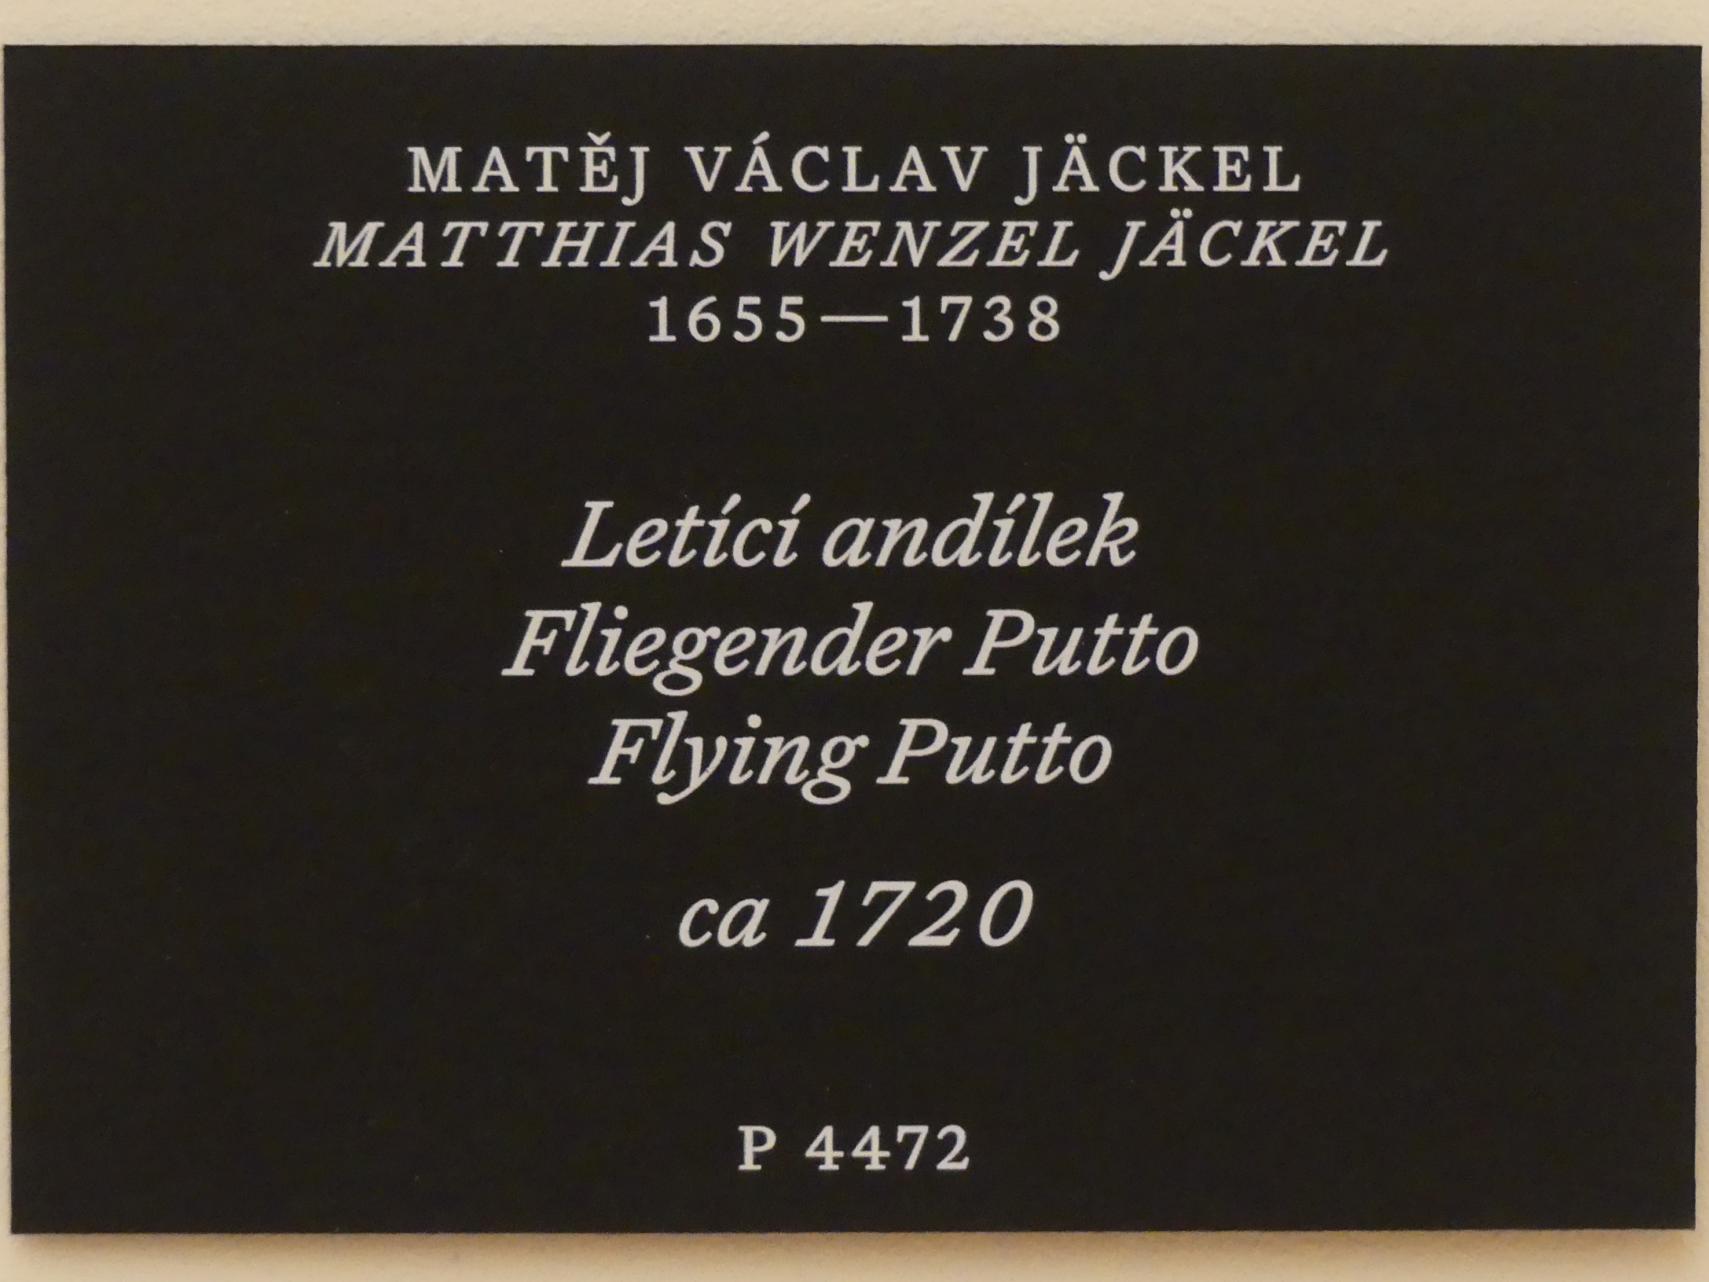 MATĚJ VÁCLAV JÄCKEL
MATTHIAS WENZEL JÄCKEL
1655—1738
Letící andílek
Fliegender Putto
Flying Putto
ca 1720
P 4472